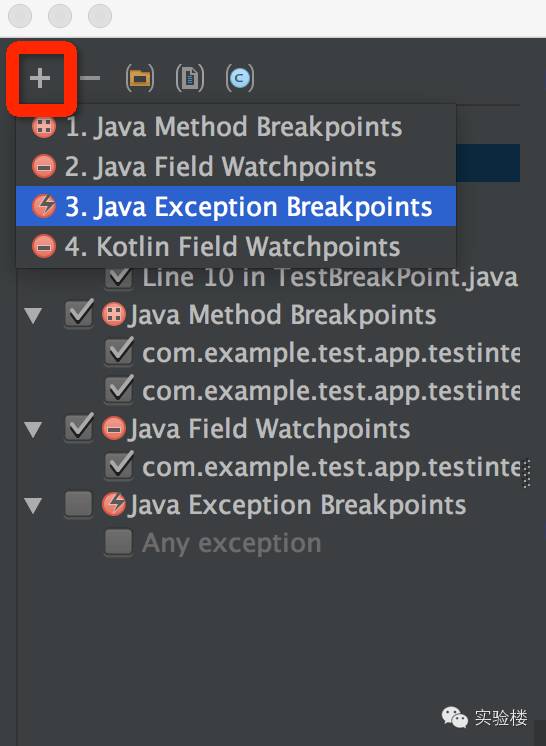 1. Java Method Breakpoints
2. Java Field Watchpoints
3. Java Exception Breakpoints
4. Kotlin Field Watchpoints
Line 10 in TestBreakPoint.java
Java Method Breakpoints
com.example.test.app.testinte
com.example.test.app.testinte
Java Field Watchpoints
com.example.test.app.testinte
Java Exception Breakpoints
Any exception
实验楼